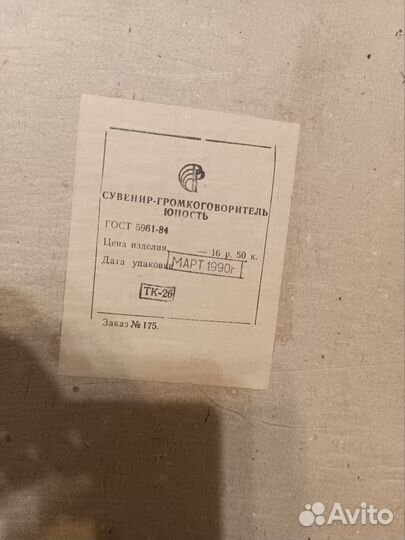 СУВЕНИР-ГРОМКОГОВОРИТЕЛЬ
ЮНОСТЬ
ГОСТ 5961-84
Цена изделия — 16 р. 50 к.
Дата упаковки МАРТ 1990г
ТК-26
Заказ № 175.
Avito